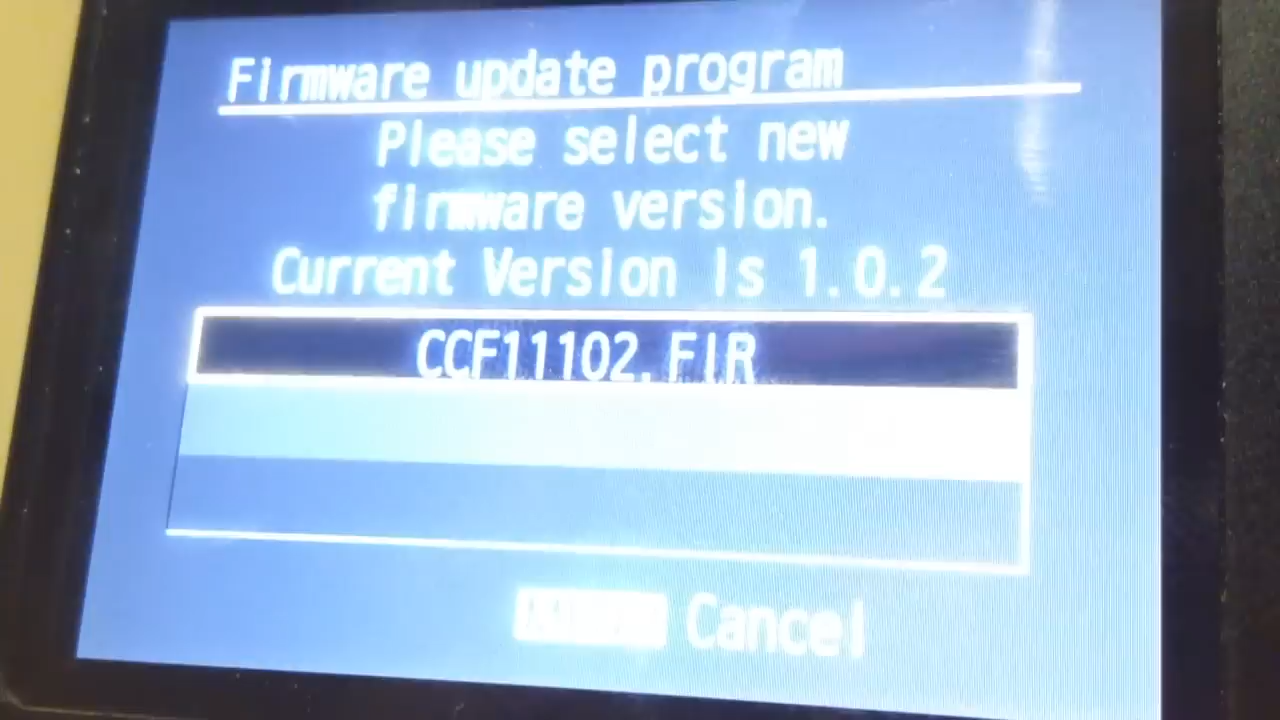 Firmware update program
Please select new
firmware version.
Current Version is 1.0.2
CCF11102.FIR
Cancel